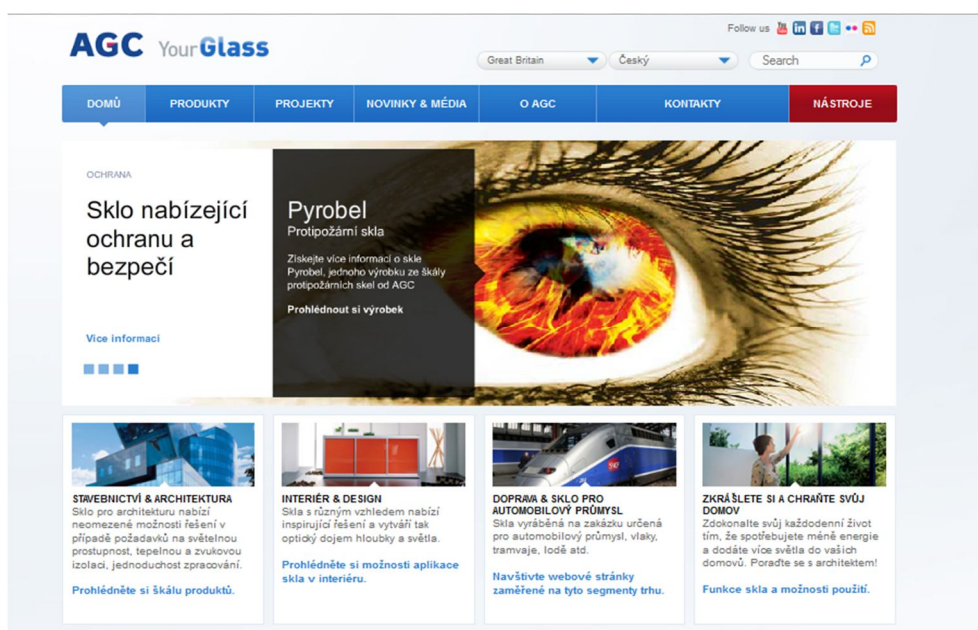 AGC YourGlass
Follow us
Great Britain
Český
Search
DOMŮ
PRODUKTY
PROJEKTY
NOVINKY & MÉDIA
O AGC
KONTAKTY
NÁSTROJE
OCHRANA
Sklo nabízející
ochranu a
bezpečí
Více informací
Pyrobel
Protipožární skla
Získejte více informací o skle
Pyrobel, jednoho výrobku ze škály
protipožárních skel od AGC
Prohlédnout si výrobek
STAVEBNICTVÍ & ARCHITEKTURA
Sklo pro architekturu nabízí
neomezené možnosti řešení v
případě požadavků na světelnou
prostupnost, tepelnou a zvukovou
izolaci, jednoduchost zpracování.
Prohlédněte si škálu produktů.
INTERIÉR & DESIGN
Skla s různým vzhledem nabízí
inspirující řešení a vytváří tak
optický dojem hloubky a světla.
Prohlédněte si možnosti aplikace
skla v interiéru.
DOPRAVA & SKLO PRO
AUTOMOBILOVÝ PRŮMYSL
Skla vyráběná na zakázku určená
pro automobilový průmysl, vlaky,
tramvaje, lodě atd.
Navštivte webové stránky
zaměřené na tyto segmenty trhu.
ZKRÁŠLETE SI A CHRAŇTE SVŮJ
DOMOV
Zdokonalte svůj každodenní život
tím, že spotřebujete méně energie
a dodáte více světla do vašich
domovů. Poraďte se s architektem!
Funkce skla a možnosti použití.